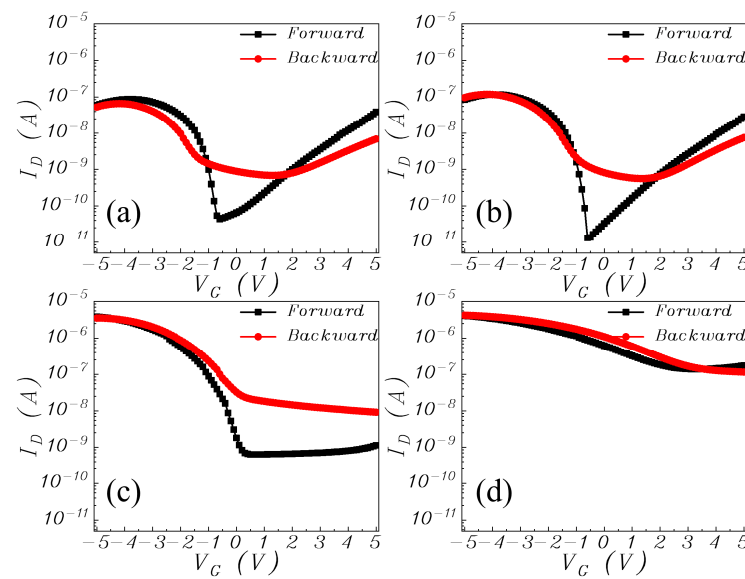 10⁻⁵
10⁻⁶
10⁻⁷
10⁻⁸
10⁻⁹
10⁻¹⁰
10¹¹
I_D (A)
Forward
Backward
(a)
-5 -4 -3 -2 -1 0 1 2 3 4 5
V_G (V)
10⁻⁵
10⁻⁶
10⁻⁷
10⁻⁸
10⁻⁹
10⁻¹⁰
10¹¹
I_D (A)
Forward
Backward
(b)
-5 -4 -3 -2 -1 0 1 2 3 4 5
V_G (V)
10⁻⁵
10⁻⁶
10⁻⁷
10⁻⁸
10⁻⁹
10⁻¹⁰
10⁻¹¹
I_D (A)
Forward
Backward
(c)
-5 -4 -3 -2 -1 0 1 2 3 4 5
V_G (V)
10⁻⁵
10⁻⁶
10⁻⁷
10⁻⁸
10⁻⁹
10⁻¹⁰
10⁻¹¹
I_D (A)
Forward
Backward
(d)
-5 -4 -3 -2 -1 0 1 2 3 4 5
V_G (V)